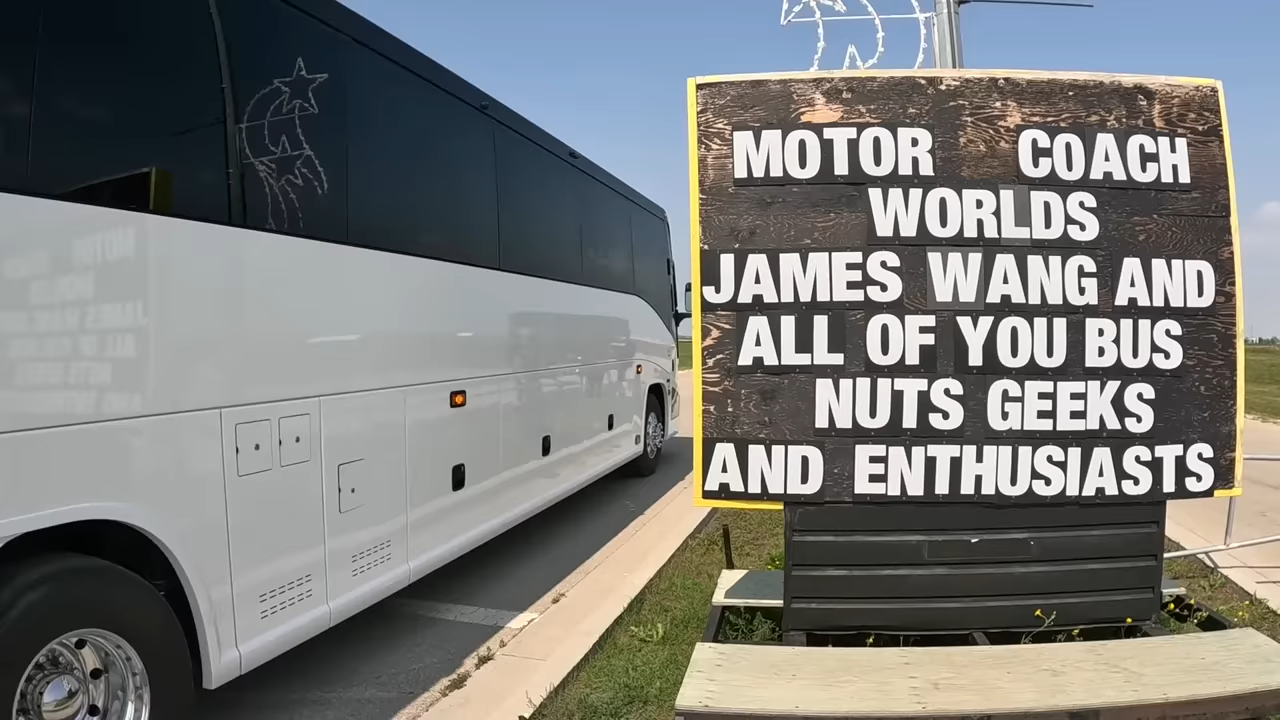 MOTOR COACH
WORLDS
JAMES WANG AND
ALL OF YOU BUS
NUTS GEEKS
AND ENTHUSIASTS